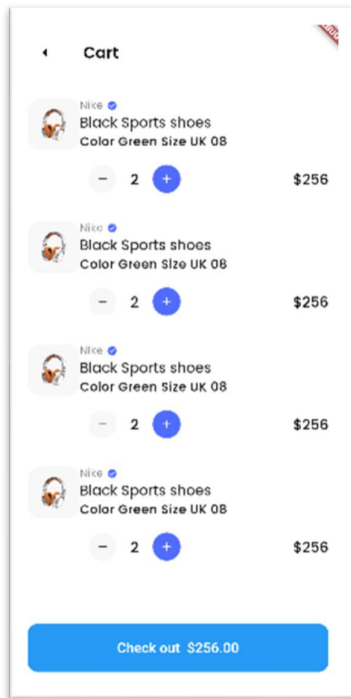 Cart
Nike
Black Sports shoes
Color Green Size UK 08
− 2 +
$256
Nike
Black Sports shoes
Color Green Size UK 08
− 2 +
$256
Nike
Black Sports shoes
Color Green Size UK 08
− 2 +
$256
Nike
Black Sports shoes
Color Green Size UK 08
− 2 +
$256
Check out $256.00